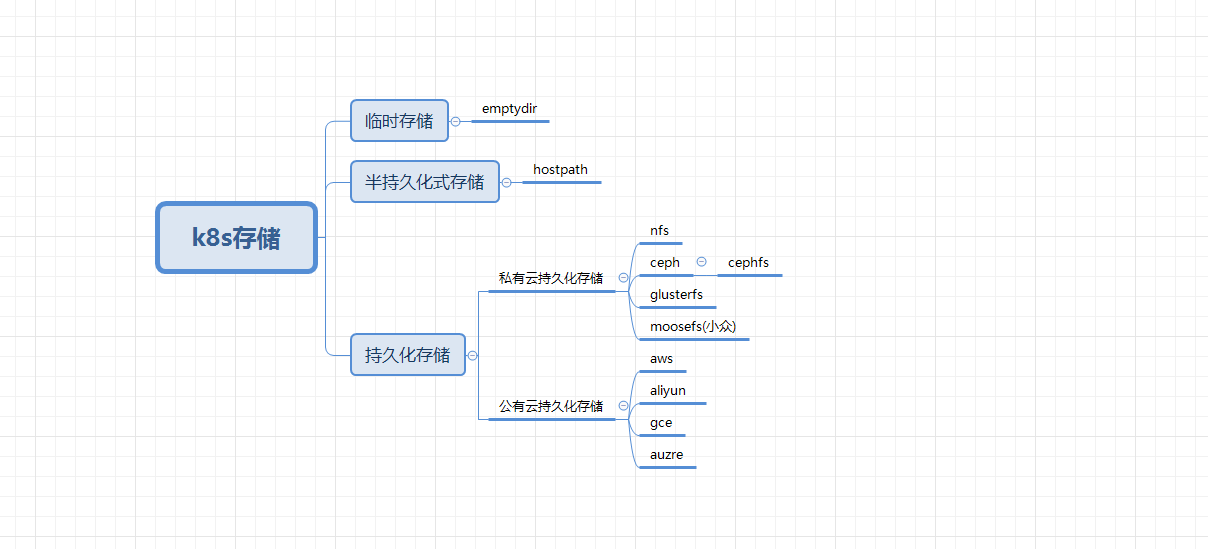 k8s存储
临时存储
emptydir
半持久化式存储
hostpath
持久化存储
私有云持久化存储
nfs
ceph
cephfs
glusterfs
moosefs(小众)
公有云持久化存储
aws
aliyun
gce
auzre